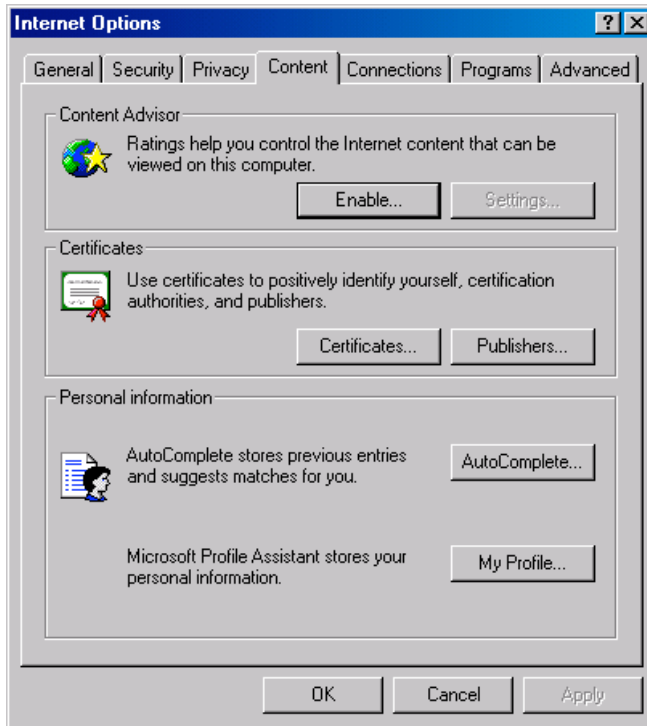 Internet Options
General Security Privacy Content Connections Programs Advanced
Content Advisor
Ratings help you control the Internet content that can be
viewed on this computer.
Enable... Settings...
Certificates
Use certificates to positively identify yourself, certification
authorities, and publishers.
Certificates... Publishers...
Personal information
AutoComplete stores previous entries
and suggests matches for you.
AutoComplete...
Microsoft Profile Assistant stores your
personal information.
My Profile...
OK Cancel Apply